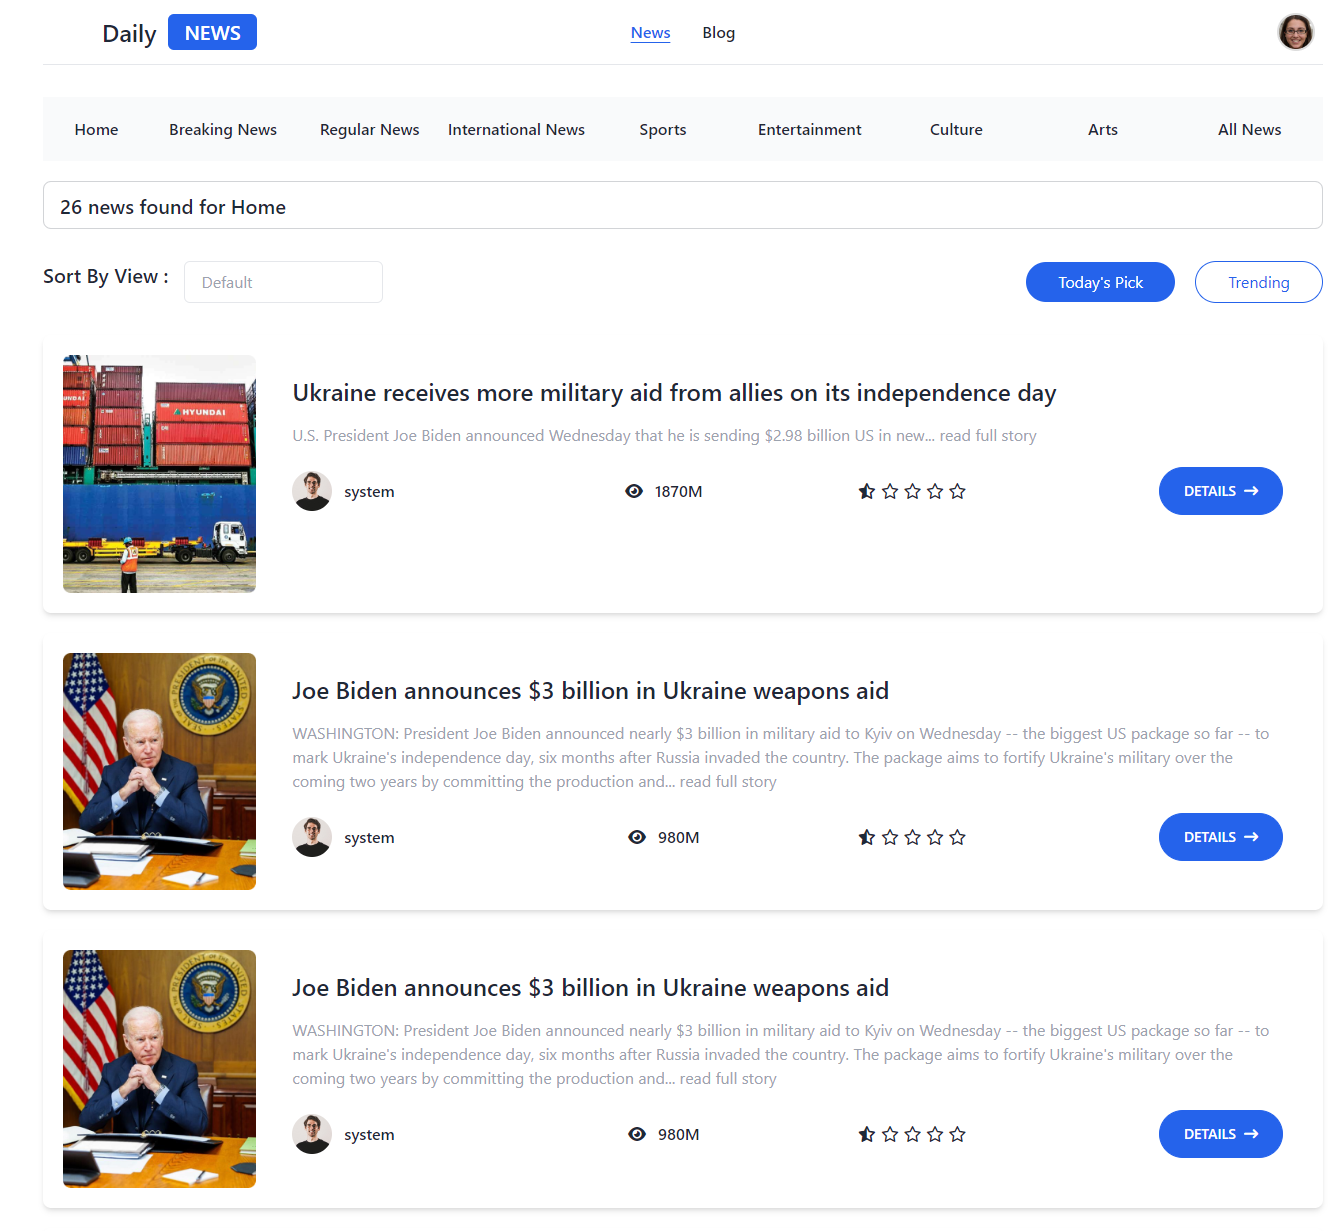 Daily NEWS
News Blog
Home Breaking News Regular News International News Sports Entertainment Culture Arts All News
26 news found for Home
Sort By View : Default Today's Pick Trending
HYUNDAI
Ukraine receives more military aid from allies on its independence day
U.S. President Joe Biden announced Wednesday that he is sending $2.98 billion US in new... read full story
system 1870M DETAILS
Joe Biden announces $3 billion in Ukraine weapons aid
WASHINGTON: President Joe Biden announced nearly $3 billion in military aid to Kyiv on Wednesday -- the biggest US package so far -- to
mark Ukraine's independence day, six months after Russia invaded the country. The package aims to fortify Ukraine's military over the
coming two years by committing the production and... read full story
system 980M DETAILS
Joe Biden announces $3 billion in Ukraine weapons aid
WASHINGTON: President Joe Biden announced nearly $3 billion in military aid to Kyiv on Wednesday -- the biggest US package so far -- to
mark Ukraine's independence day, six months after Russia invaded the country. The package aims to fortify Ukraine's military over the
coming two years by committing the production and... read full story
system 980M DETAILS